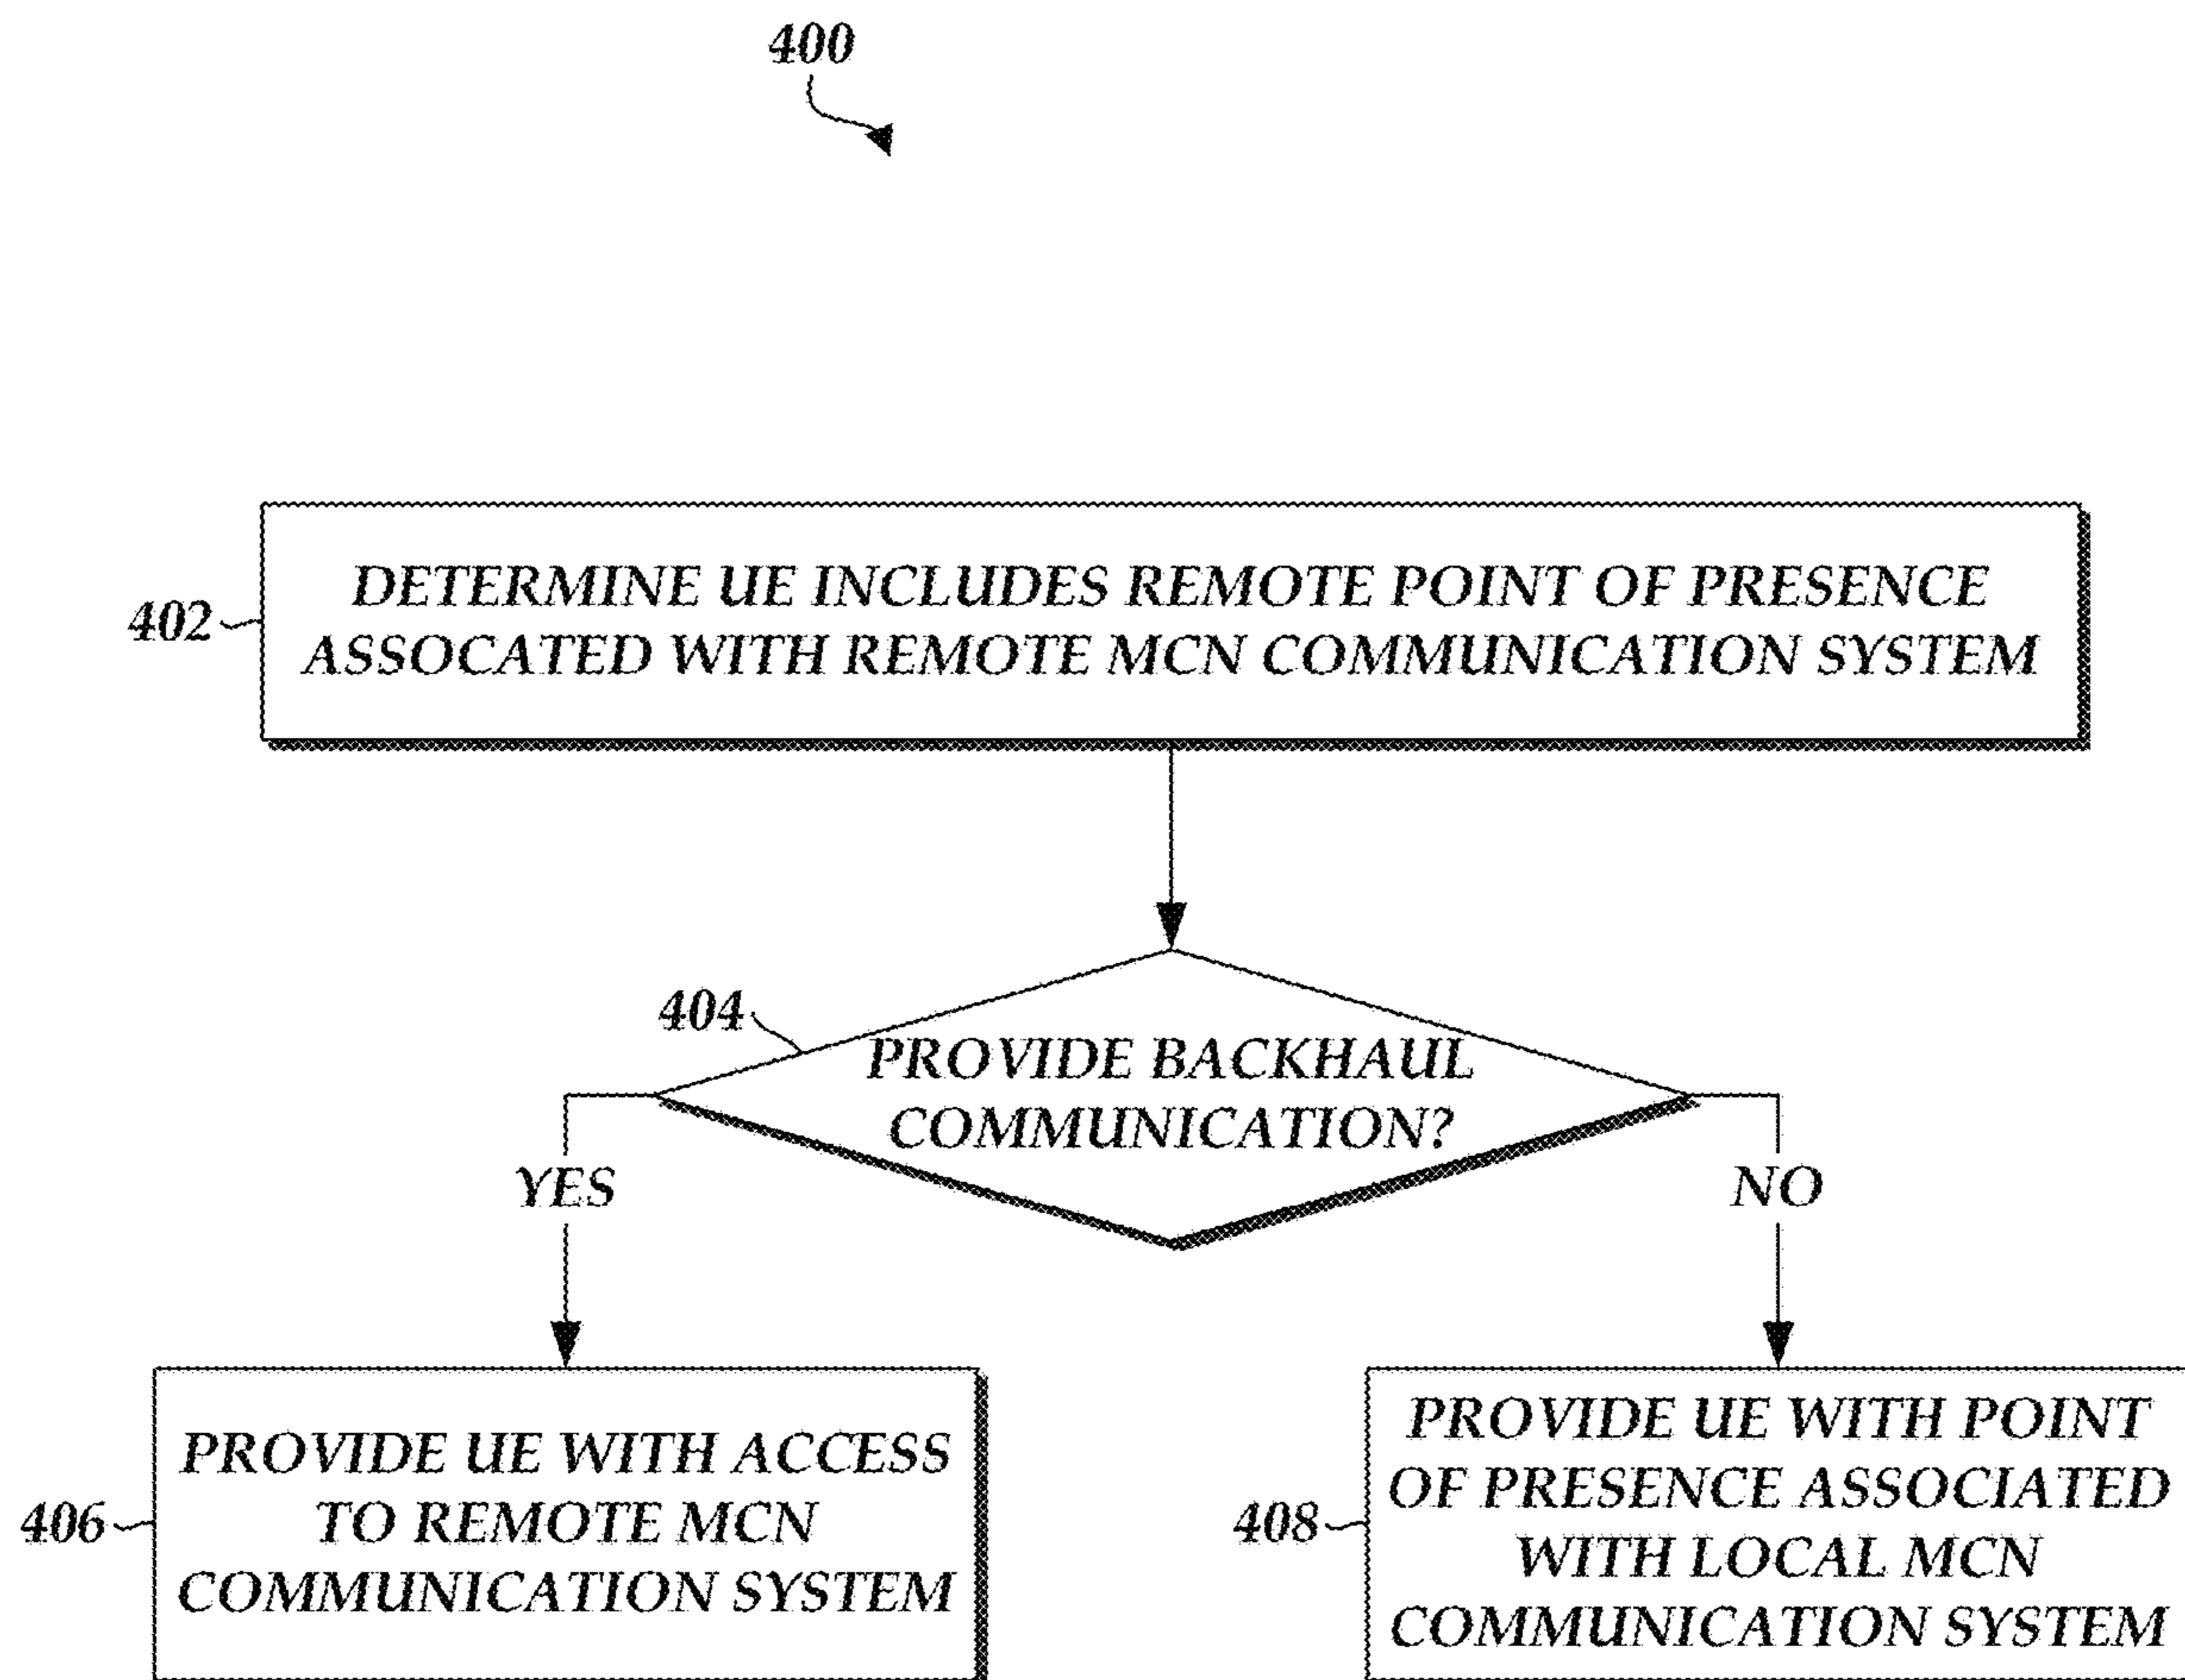 400
402
DETERMINE UE INCLUDES REMOTE POINT OF PRESENCE
ASSOCATED WITH REMOTE MCN COMMUNICATION SYSTEM
404
PROVIDE BACKHAUL
COMMUNICATION?
YES
NO
406
PROVIDE UE WITH ACCESS
TO REMOTE MCN
COMMUNICATION SYSTEM
408
PROVIDE UE WITH POINT
OF PRESENCE ASSOCIATED
WITH LOCAL MCN
COMMUNICATION SYSTEM